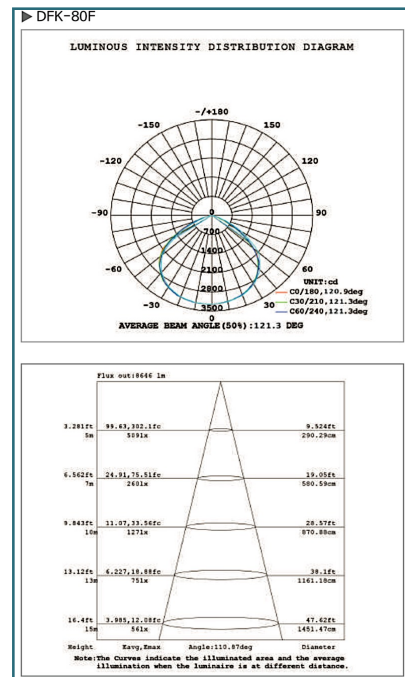 ▶ DFK-80F
LUMINOUS INTENSITY DISTRIBUTION DIAGRAM
-/+180
-150 150
-120 120
-90 0 90
700
1400
-60 2100 60
2800
-30 3500 30
0
UNIT:cd
C0/180,120.9deg
C30/210,121.3deg
C60/240,121.3deg
AVERAGE BEAM ANGLE(50%):121.3 DEG
Flux out:8646 lm
3.281ft 99.63,302.1fc 9.524ft
5m 509lx 290.29cm
6.562ft 24.91,75.51fc 19.05ft
7m 260lx 580.59cm
9.843ft 11.07,33.56fc 28.57ft
10m 127lx 870.88cm
13.12ft 6.227,18.88fc 38.1ft
13m 75lx 1161.18cm
16.4ft 3.985,12.08fc 47.62ft
15m 56lx 1451.47cm
Height Eavg,Emax Angle:110.87deg Diameter
Note:The Curves indicate the illuminated area and the average
illumination when the luminaire is at different distance.